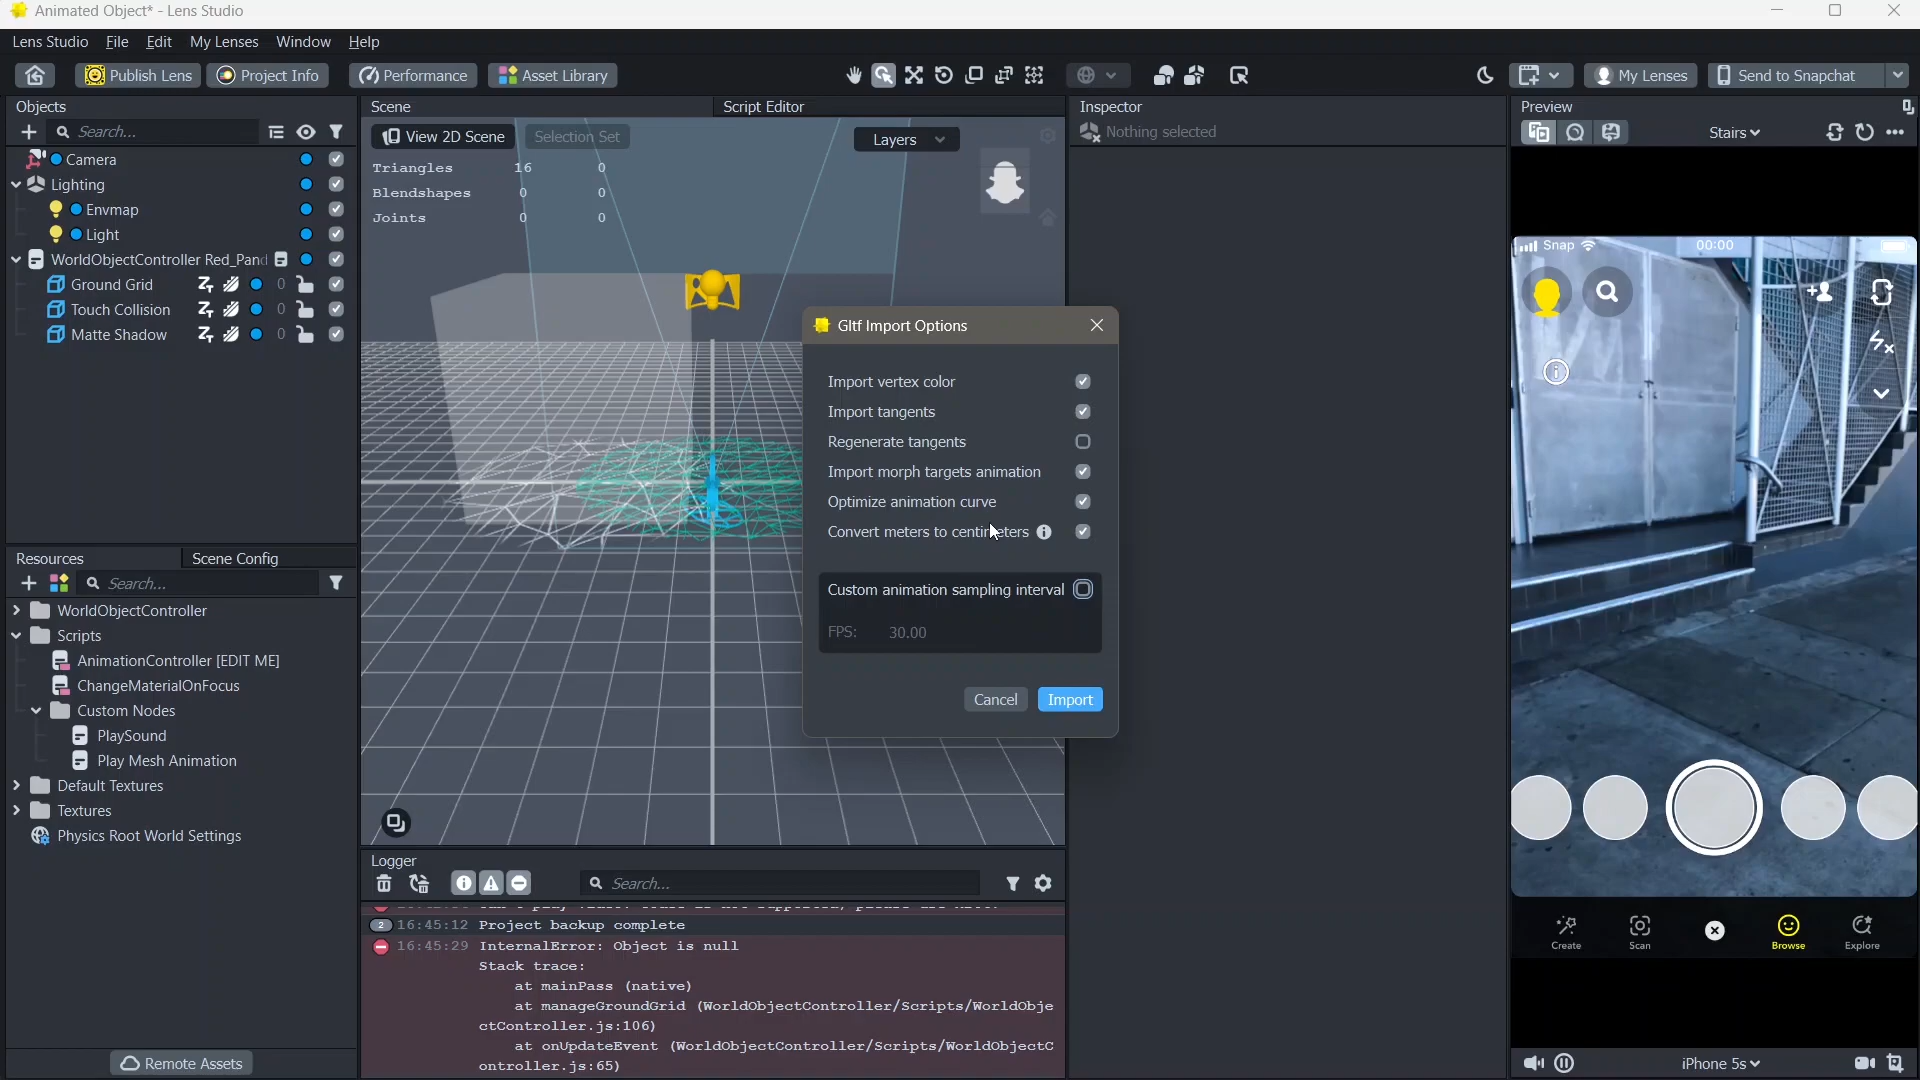 Animated Object* - Lens Studio
Lens Studio File Edit My Lenses Window Help
Publish Lens Project Info Performance Asset Library My Lenses Send to Snapchat
Objects
Search...
Camera
Lighting
Envmap
Light
WorldObjectController Red_Pand
Ground Grid 0
Touch Collision 0
Matte Shadow 0
Resources Scene Config
Search...
WorldObjectController
Scripts
AnimationController [EDIT ME]
ChangeMaterialOnFocus
Custom Nodes
PlaySound
Play Mesh Animation
Default Textures
Textures
Physics Root World Settings
Remote Assets
Scene Script Editor
View 2D Scene Selection Set Layers
Triangles 16 0
Blendshapes 0 0
Joints 0 0
Gltf Import Options
Import vertex color
Import tangents
Regenerate tangents
Import morph targets animation
Optimize animation curve
Convert meters to centimeters
Custom animation sampling interval
FPS: 30.00
Cancel Import
Logger
Search...
2 16:45:12 Project backup complete
16:45:29 InternalError: Object is null
Stack trace:
at mainPass (native)
at manageGroundGrid (WorldObjectController/Scripts/WorldObje
ctController.js:106)
at onUpdateEvent (WorldObjectController/Scripts/WorldObjectC
ontroller.js:65)
Inspector
Nothing selected
Preview
Stairs
Snap 00:00
Create Scan Browse Explore
iPhone 5s